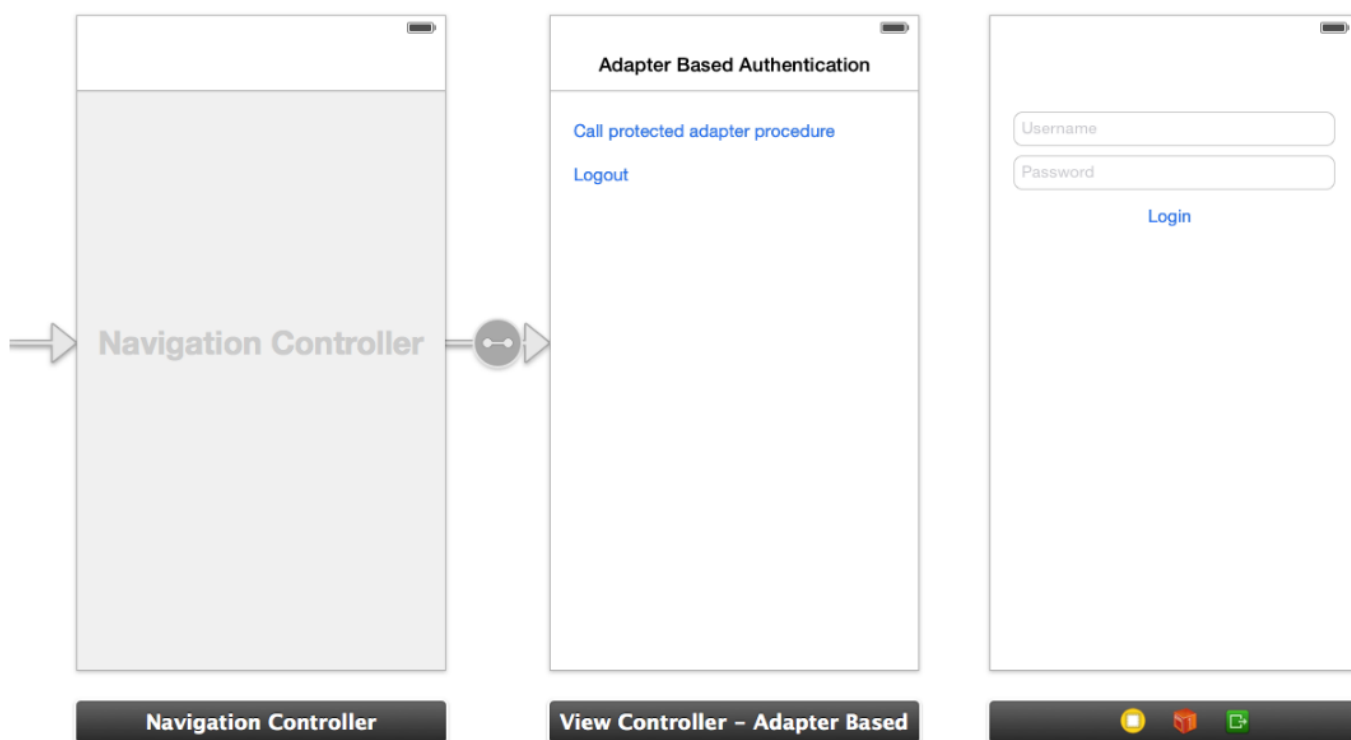 Navigation Controller
Adapter Based Authentication
Call protected adapter procedure
Logout
Username
Password
Login
Navigation Controller
View Controller – Adapter Based